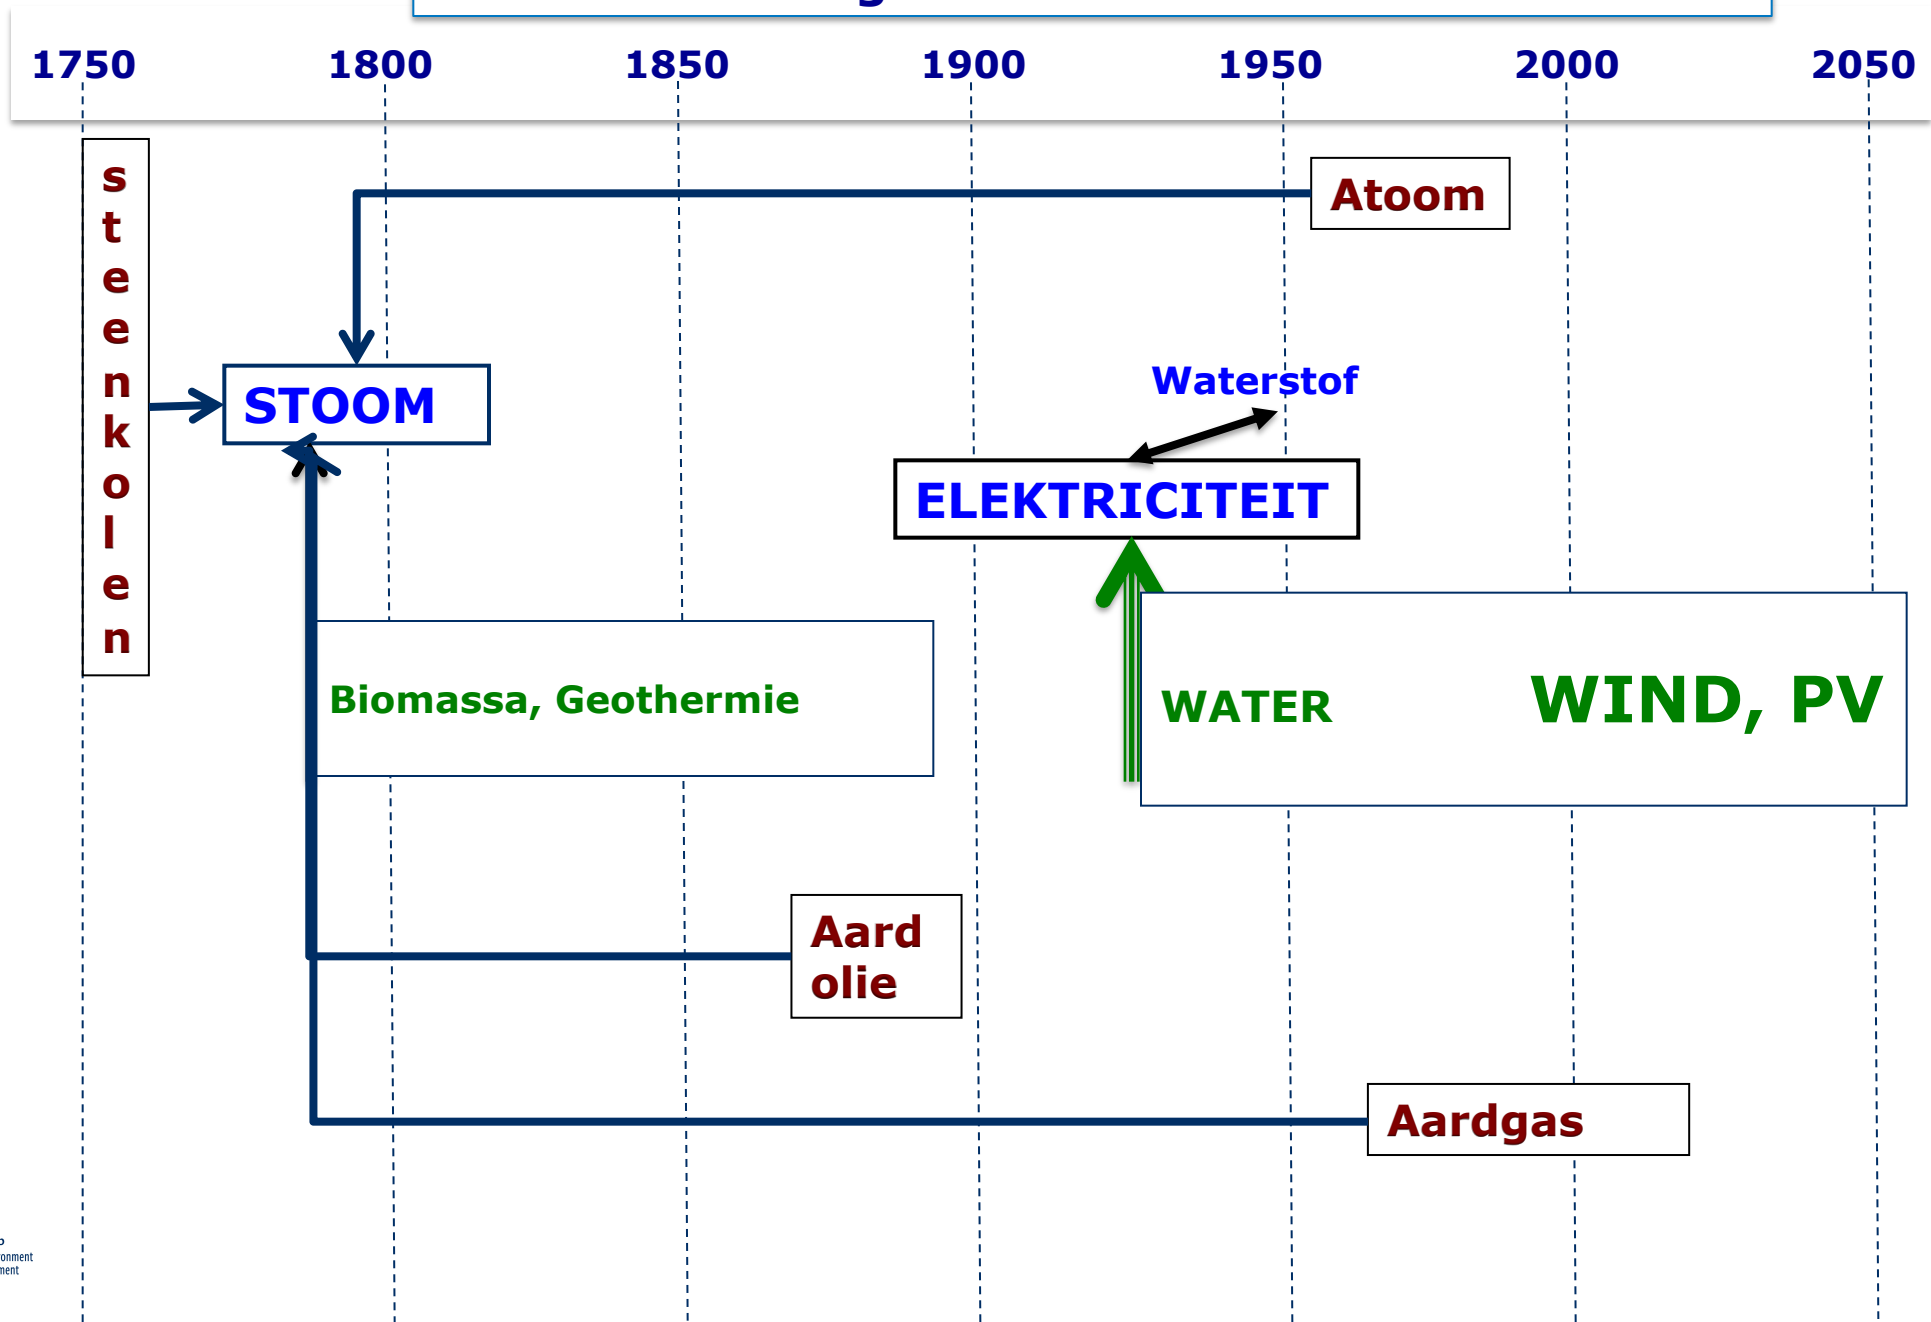 1750 1800 1850 1900 1950 2000 2050
steenkolen
Atoom
STOOM
Waterstof
ELEKTRICITEIT
Biomassa, Geothermie
WATER WIND, PV
Aard
olie
Aardgas